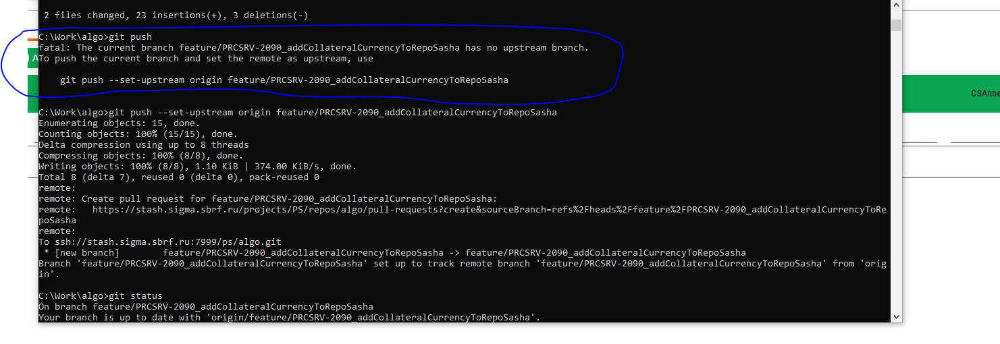 2 files changed, 23 insertions(+), 3 deletions(-)
C:\Work\algo>git push
fatal: The current branch feature/PRCSRV-2090_addCollateralCurrencyToRepoSasha has no upstream branch.
) A
To push the current branch and set the remote as upstream, use
git push --set-upstream origin feature/PRCSRV-2090_addCollateralCurrencyToRepoSasha
CSAnne
C:\Work\algo>git push --set-upstream origin feature/PRCSRV-2090_addCollateralCurrencyToRepoSasha
Enumerating objects: 15, done.
Counting objects: 100% (15/15), done.
Delta compression using up to 8 threads
Compressing objects: 100% (8/8), done.
Writing objects: 100% (8/8), 1.10 KiB | 374.00 KiB/s, done.
Total 8 (delta 7), reused 0 (delta 0), pack-reused 0
remote:
remote: Create pull request for feature/PRCSRV-2090_addCollateralCurrencyToRepoSasha:
remote:   https://stash.sigma.sbrf.ru/projects/PS/repos/algo/pull-requests?create&sourceBranch=refs%2Fheads%2Ffeature%2FPRCSRV-2090_addCollateralCurrencyToRe
poSasha
remote:
To ssh://stash.sigma.sbrf.ru:7999/ps/algo.git
* [new branch]        feature/PRCSRV-2090_addCollateralCurrencyToRepoSasha -> feature/PRCSRV-2090_addCollateralCurrencyToRepoSasha
Branch 'feature/PRCSRV-2090_addCollateralCurrencyToRepoSasha' set up to track remote branch 'feature/PRCSRV-2090_addCollateralCurrencyToRepoSasha' from 'orig
in'.
C:\Work\algo>git status
On branch feature/PRCSRV-2090_addCollateralCurrencyToRepoSasha
Your branch is up to date with 'origin/feature/PRCSRV-2090_addCollateralCurrencyToRepoSasha'.